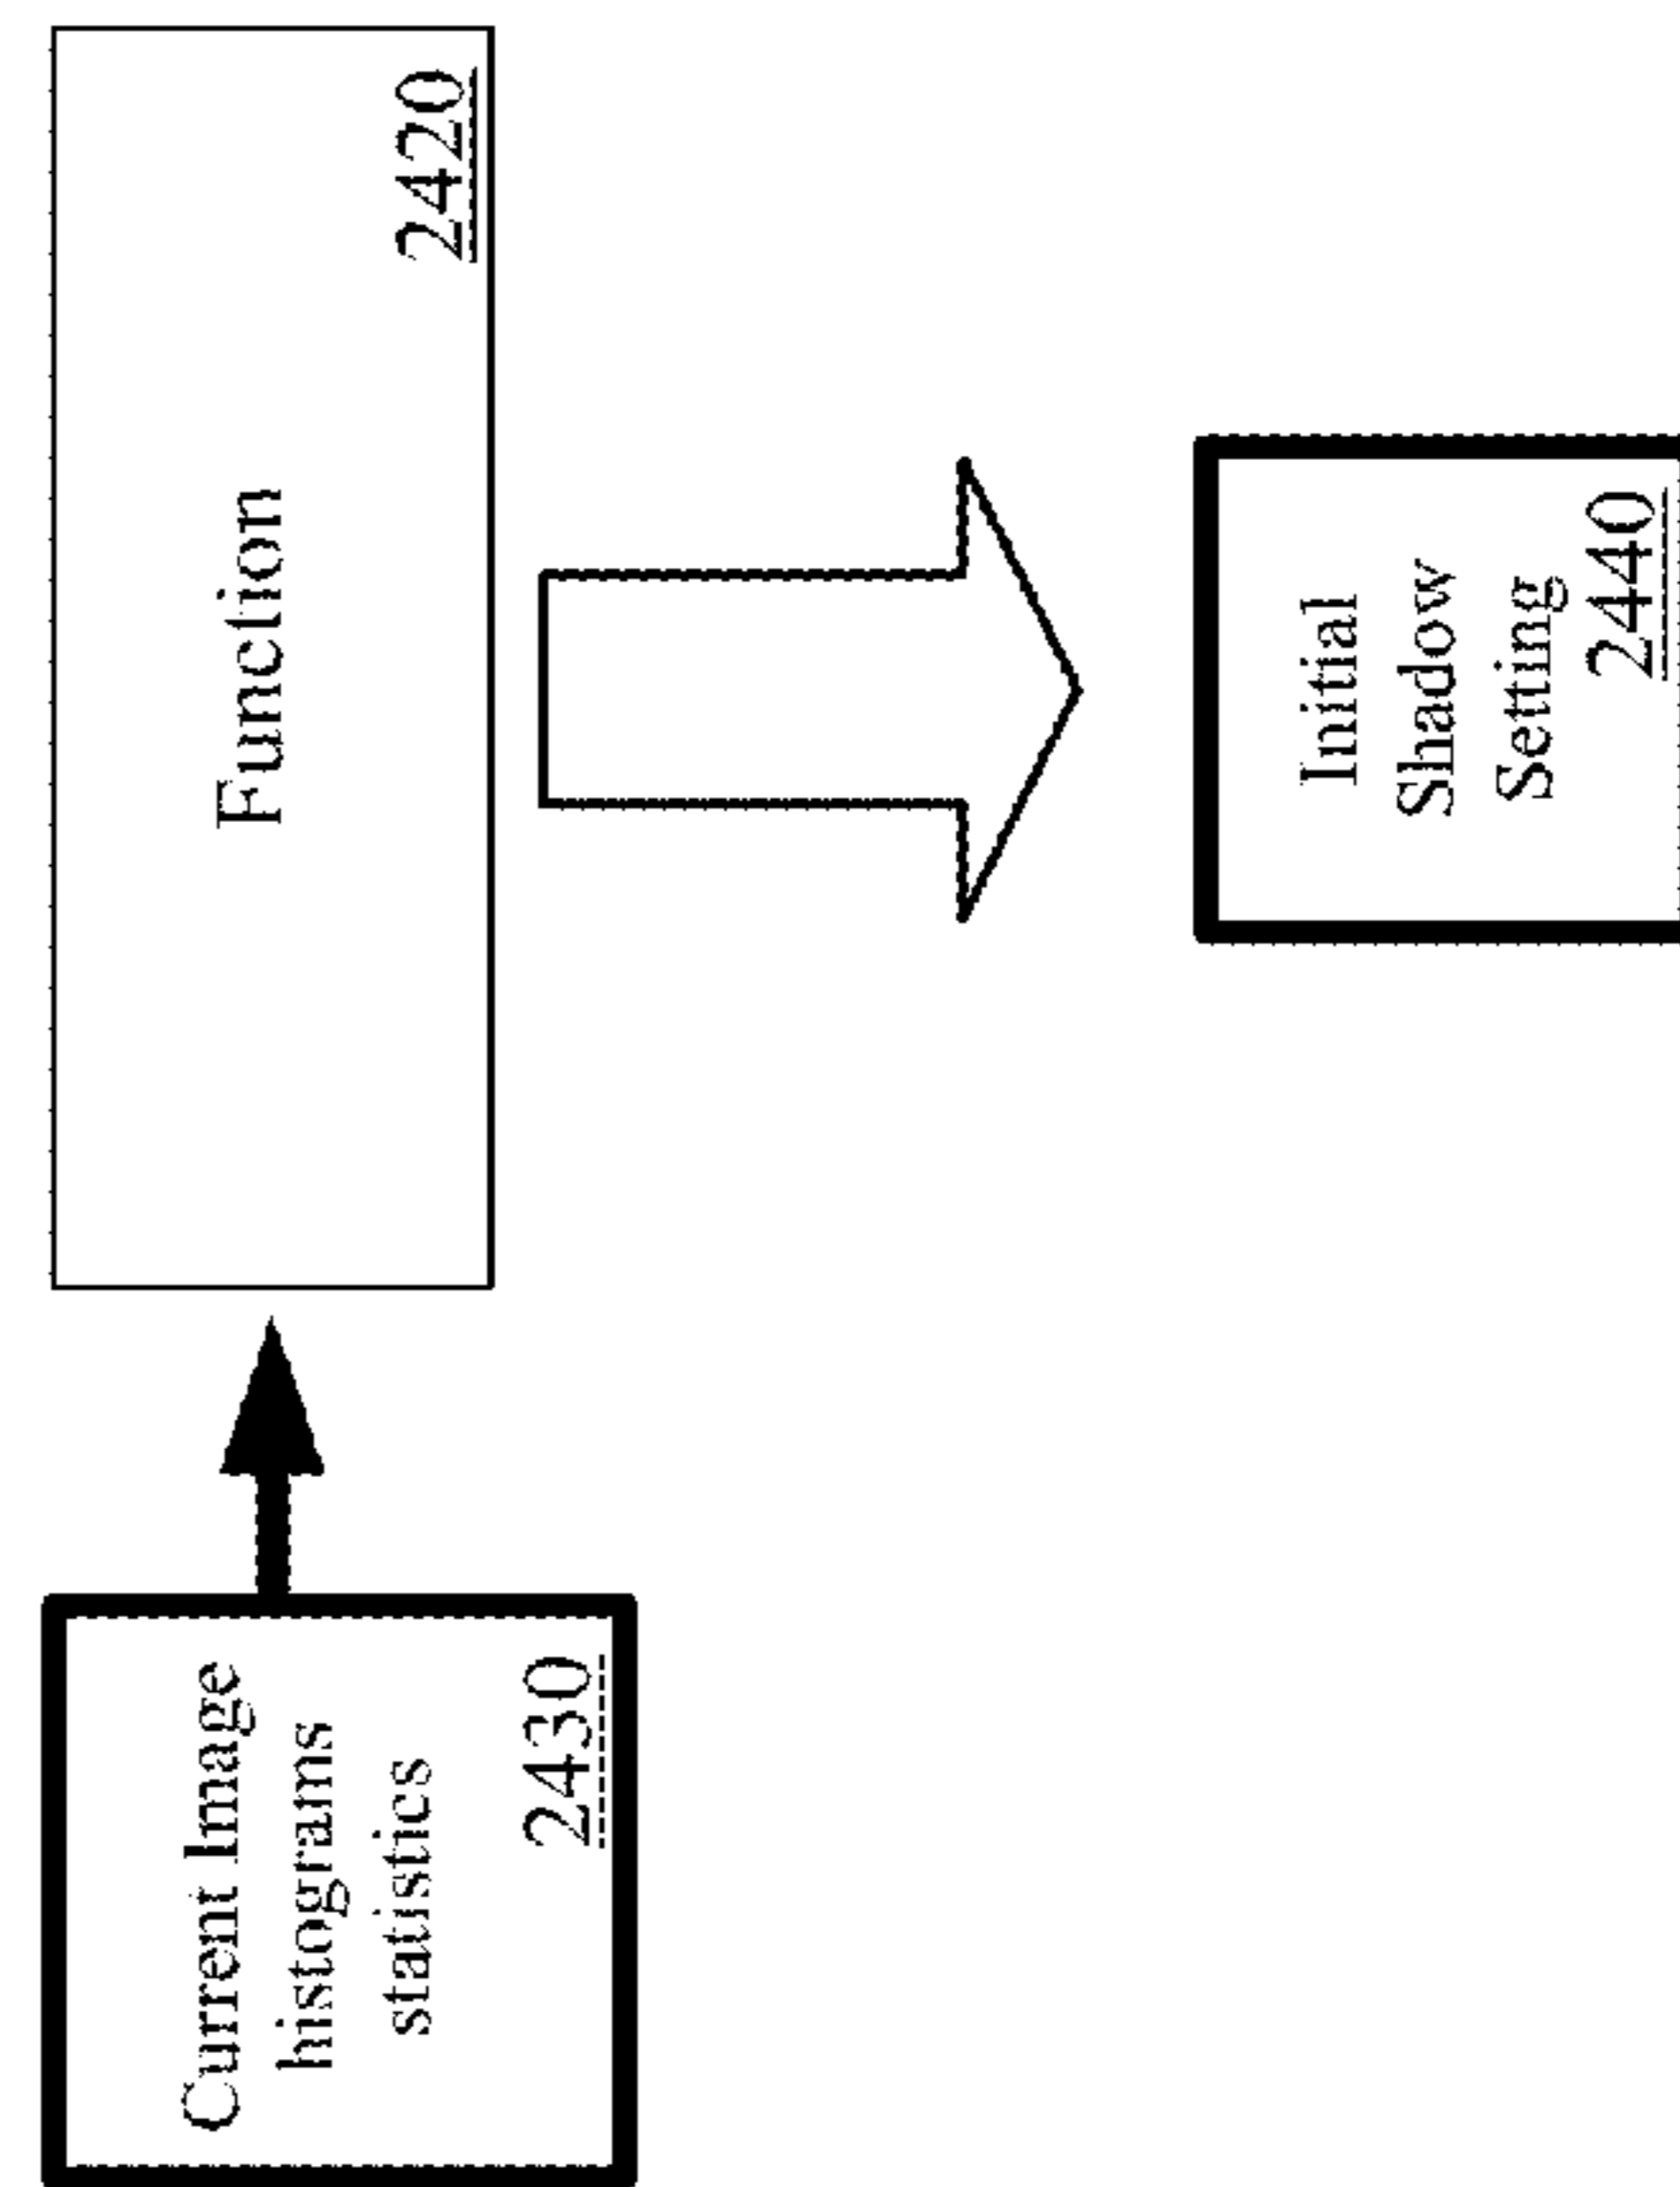 Current Image
histograms
statistics
2430
Function
2420
Initial
Shadow
Setting
2440